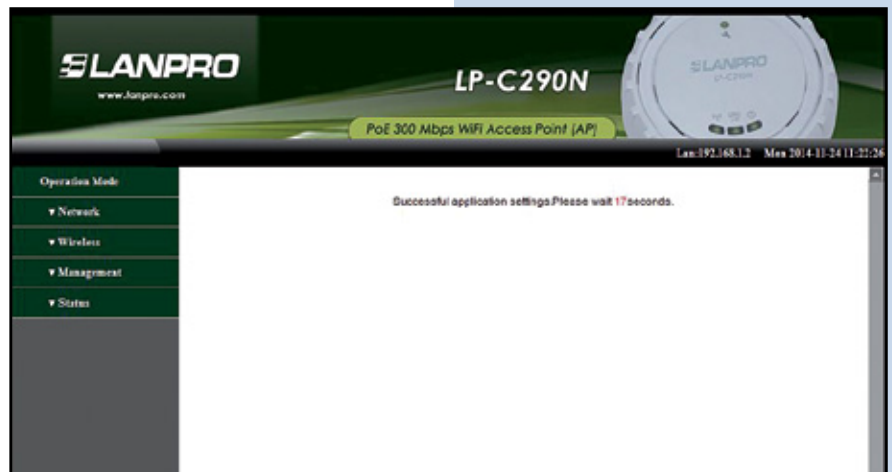 LANPRO
www.lanpro.com
LP-C290N
PoE 300 Mbps WiFi Access Point (AP)
LANPRO
LP-C290N
Lan:192.168.1.2 Mon 2014-11-24 11:22:26
Operation Mode
▼ Network
▼ Wireless
▼ Management
▼ Status
Successful application settings.Please wait 17seconds.